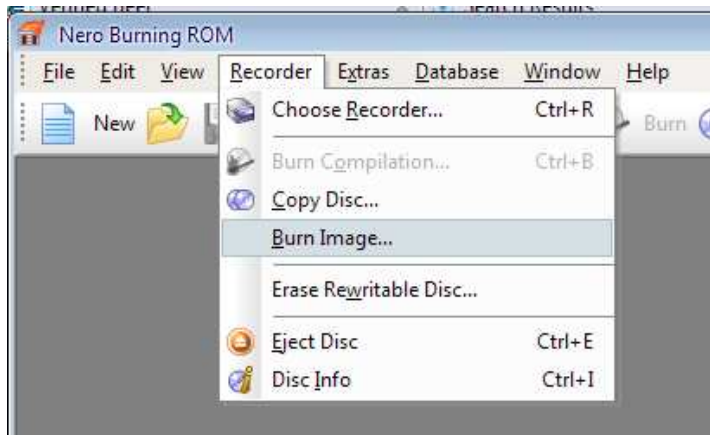 Nero Burning ROM
File Edit View Recorder Extras Database Window Help
New Burn
Choose Recorder... Ctrl+R
Burn Compilation... Ctrl+B
Copy Disc...
Burn Image...
Erase Rewritable Disc...
Eject Disc Ctrl+E
Disc Info Ctrl+I